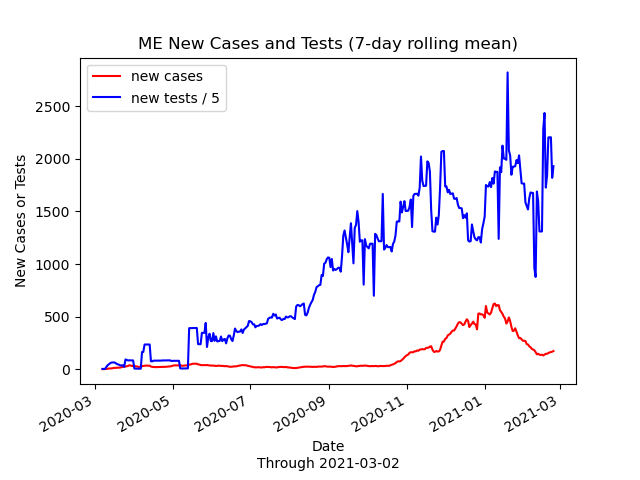 ME New Cases and Tests (7-day rolling mean)
new cases
new tests / 5
New Cases or Tests
2500
2000
1500
1000
500
0
2020-03
2020-05
2020-07
2020-09
2020-11
2021-01
2021-03
Date
Through 2021-03-02